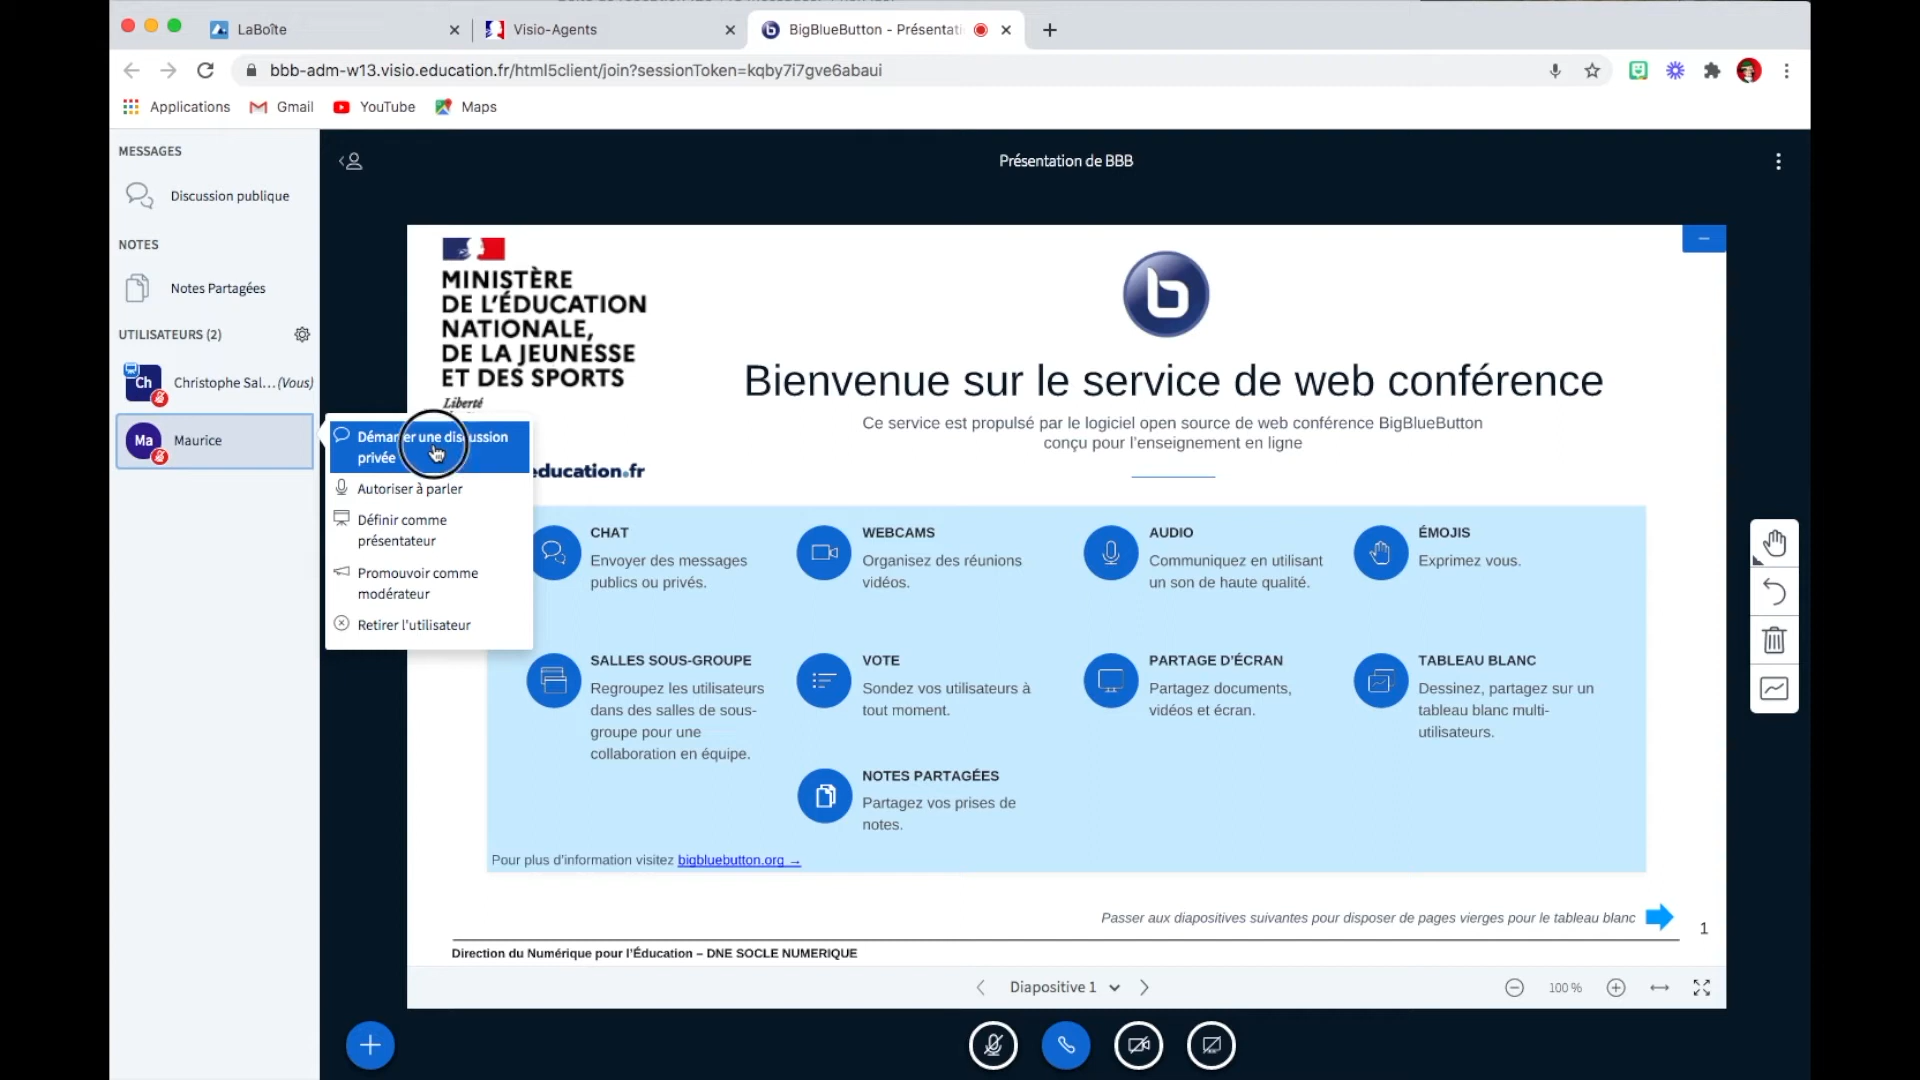 LaBoîte
Visio-Agents
BigBlueButton - Présentati
bbb-adm-w13.visio.education.fr/html5client/join?sessionToken=kqby7i7gve6abaui
Applications
Gmail
YouTube
Maps
MESSAGES
Discussion publique
NOTES
Notes Partagées
UTILISATEURS (2)
Ch
Christophe Sal... (Vous)
Ma
Maurice
Démarrer une discussion
privée
Autoriser à parler
Définir comme
présentateur
Promouvoir comme
modérateur
Retirer l'utilisateur
Présentation de BBB
MINISTÈRE
DE L'ÉDUCATION
NATIONALE,
DE LA JEUNESSE
ET DES SPORTS
Liberté
education.fr
Bienvenue sur le service de web conférence
Ce service est propulsé par le logiciel open source de web conférence BigBlueButton
conçu pour l'enseignement en ligne
CHAT
Envoyer des messages
publics ou privés.
WEBCAMS
Organisez des réunions
vidéos.
AUDIO
Communiquez en utilisant
un son de haute qualité.
ÉMOJIS
Exprimez vous.
SALLES SOUS-GROUPE
Regroupez les utilisateurs
dans des salles de sous-
groupe pour une
collaboration en équipe.
VOTE
Sondez vos utilisateurs à
tout moment.
PARTAGE D'ÉCRAN
Partagez documents,
vidéos et écran.
TABLEAU BLANC
Dessinez, partagez sur un
tableau blanc multi-
utilisateurs.
NOTES PARTAGÉES
Partagez vos prises de
notes.
Pour plus d'information visitez bigbluebutton.org →
Passer aux diapositives suivantes pour disposer de pages vierges pour le tableau blanc
1
Direction du Numérique pour l'Éducation – DNE SOCLE NUMERIQUE
Diapositive 1
100 %